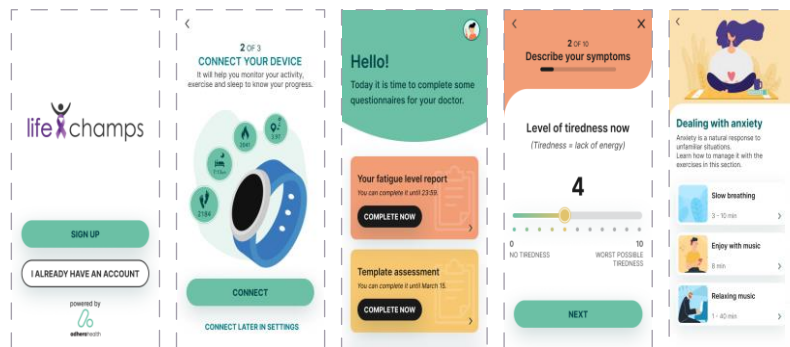 life champs
SIGN UP
I ALREADY HAVE AN ACCOUNT
powered by
adherahealth
2 OF 3
CONNECT YOUR DEVICE
It will help you monitor your activity,
exercise and sleep to know your progress.
2184
CONNECT
CONNECT LATER IN SETTINGS
Hello!
Today it is time to complete some
questionnaires for your doctor.
Your fatigue level report
You can complete it until 23:59.
COMPLETE NOW
Template assessment
You can complete it until March 15.
COMPLETE NOW
2 OF 10
Describe your symptoms
Level of tiredness now
(Tiredness = lack of energy)
4
0
10
NO TIREDNESS
WORST POSSIBLE
TIREDNESS
NEXT
Dealing with anxiety
Anxiety is a natural response to
unfamiliar situations.
Learn how to manage it with the
exercises in this section.
Slow breathing
3 - 10 min
Enjoy with music
8 min
Relaxing music
1 - 40 min